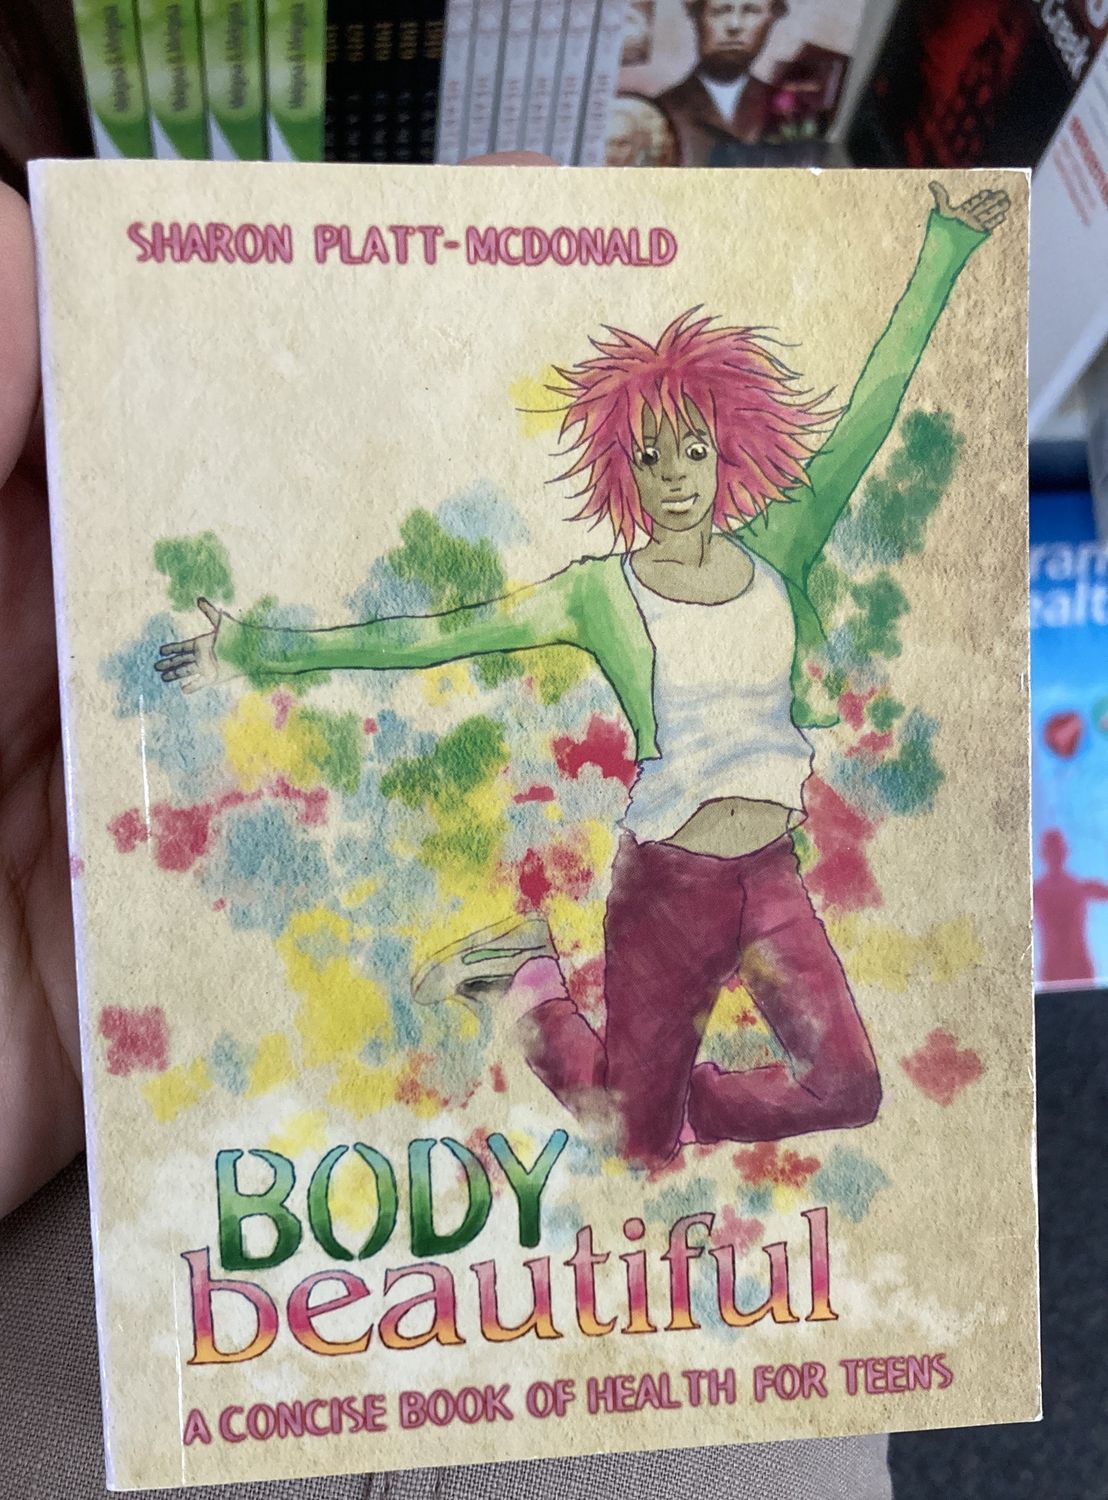 SHARON PLATT-MCDONALD
BODY
beautiful
A CONCISE BOOK OF HEALTH FOR TEENS